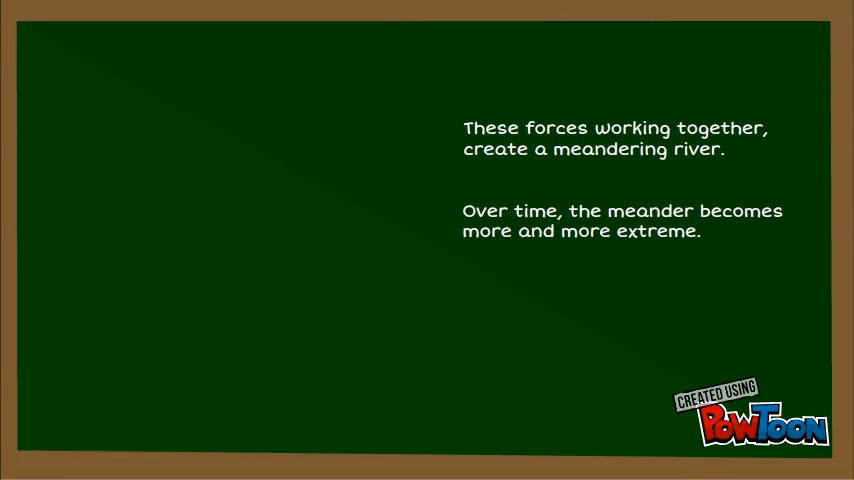 These forces working together,
create a meandering river.
Over time, the meander becomes
more and more extreme.
CREATED USING
POWTOON